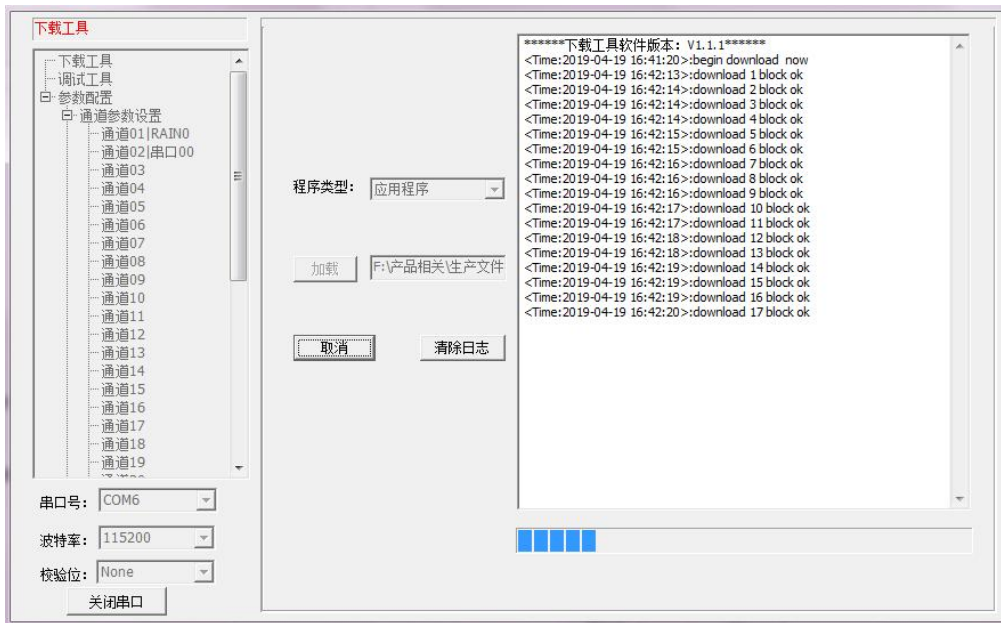 下载工具
下载工具
调试工具
参数配置
通道参数设置
通道01|RAIN0
通道02|串口00
通道03
通道04
通道05
通道06
通道07
通道08
通道09
通道10
通道11
通道12
通道13
通道14
通道15
通道16
通道17
通道18
通道19
串口号: COM6
波特率: 115200
校验位: None
关闭串口
程序类型: 应用程序
加载 F:\产品相关\生产文件
取消 清除日志
******下载工具软件版本: V1.1.1******
<Time:2019-04-19 16:41:20>:begin download now
<Time:2019-04-19 16:42:13>:download 1 block ok
<Time:2019-04-19 16:42:14>:download 2 block ok
<Time:2019-04-19 16:42:14>:download 3 block ok
<Time:2019-04-19 16:42:14>:download 4 block ok
<Time:2019-04-19 16:42:15>:download 5 block ok
<Time:2019-04-19 16:42:15>:download 6 block ok
<Time:2019-04-19 16:42:16>:download 7 block ok
<Time:2019-04-19 16:42:16>:download 8 block ok
<Time:2019-04-19 16:42:16>:download 9 block ok
<Time:2019-04-19 16:42:17>:download 10 block ok
<Time:2019-04-19 16:42:17>:download 11 block ok
<Time:2019-04-19 16:42:18>:download 12 block ok
<Time:2019-04-19 16:42:18>:download 13 block ok
<Time:2019-04-19 16:42:19>:download 14 block ok
<Time:2019-04-19 16:42:19>:download 15 block ok
<Time:2019-04-19 16:42:19>:download 16 block ok
<Time:2019-04-19 16:42:20>:download 17 block ok